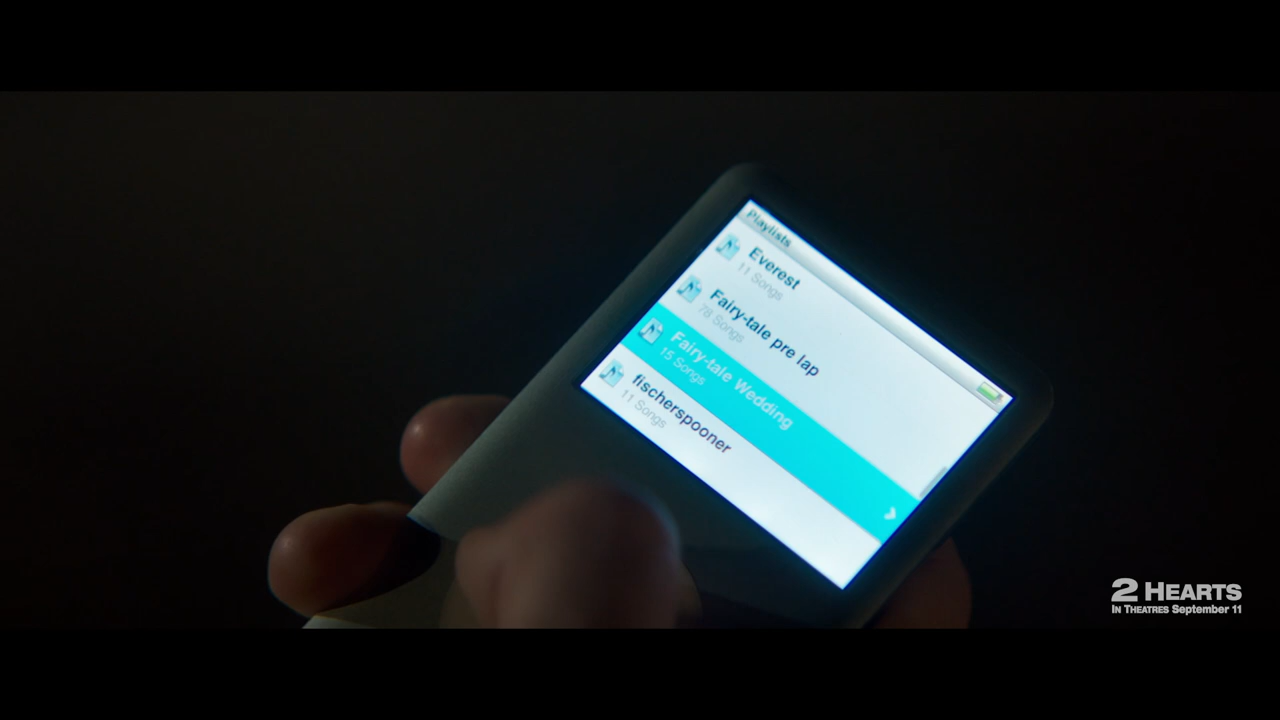 Playlists
Everest
11 Songs
Fairy-tale pre lap
78 Songs
Fairy-tale Wedding
15 Songs
fischerspooner
11 Songs
2 HEARTS
IN THEATRES September 11